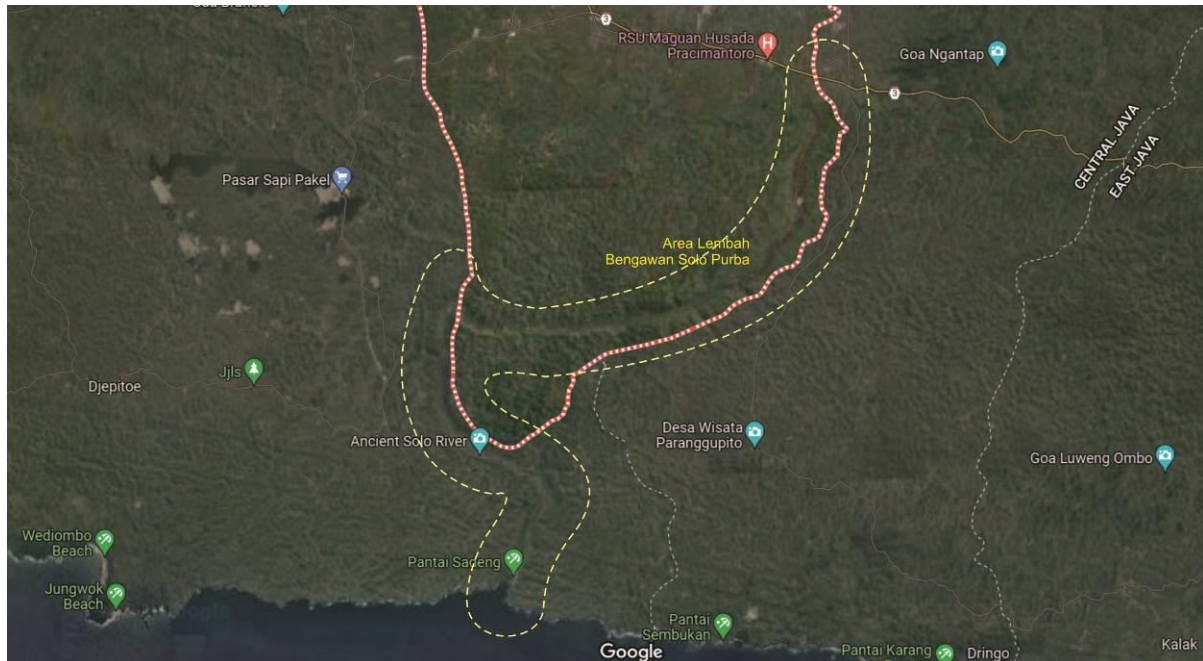 3
RSU Maguan Husada
Pracimantoro
H
Goa Ngantap
3
CENTRAL JAVA
EAST JAVA
Pasar Sapi Pakel
Area Lembah
Bengawan Solo Purba
Jjls
Djepitoe
Ancient Solo River
Desa Wisata
Paranggupito
Goa Luweng Ombo
Wediombo
Beach
Pantai Sadeng
Jungwok
Beach
Pantai
Sembukan
Google
Pantai Karang
Dringo
Kalak